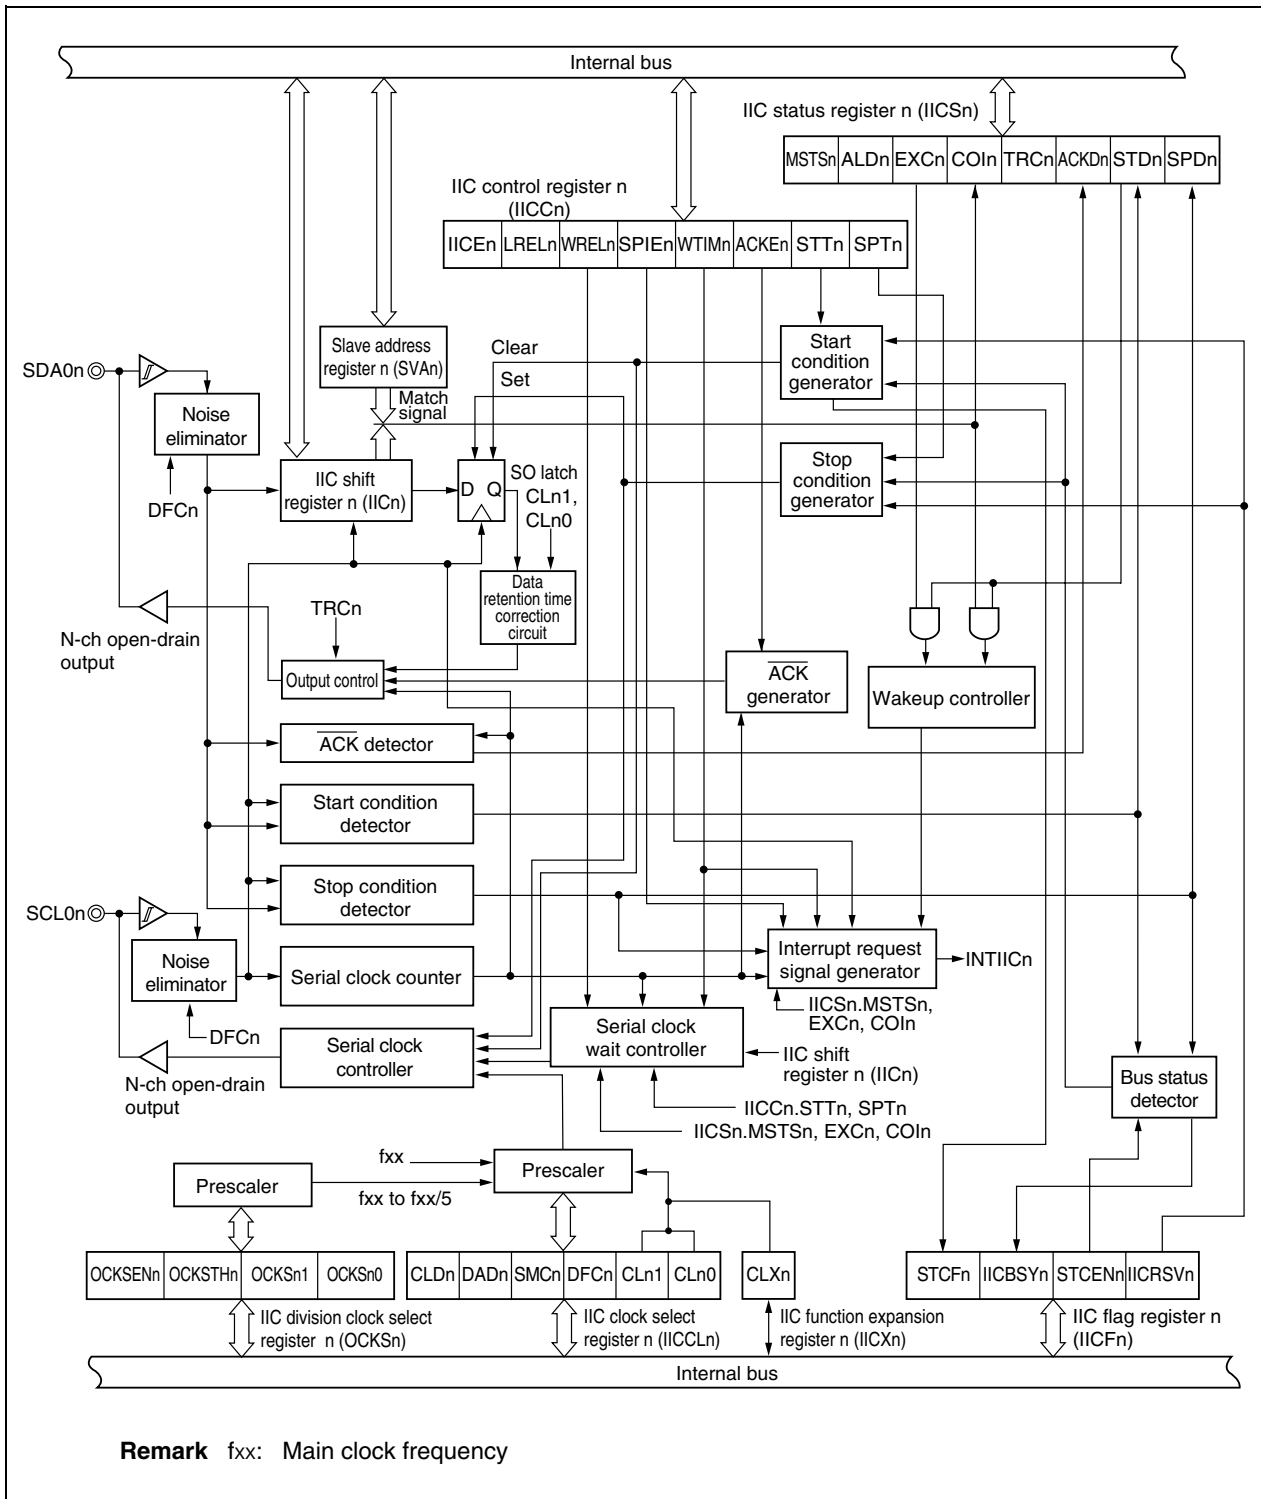 Internal bus
IIC status register n (IICSn)
MSTSn ALDn EXCn COIn TRCn ACKDn STDn SPDn
IIC control register n
(IICCn)
IICEn LRELn WRELn SPIEn WTIMn ACKEn STTn SPTn
Slave address
register n (SVAn)
Clear
Set
Match
signal
Start
condition
generator
SDA0n
Noise
eliminator
DFCn
IIC shift
register n (IICn)
D Q
SO latch
CLn1,
CLn0
Stop
condition
generator
Data
retention time
correction
circuit
TRCn
N-ch open-drain
output
Output control
ACK
generator
Wakeup controller
ACK detector
Start condition
detector
Stop condition
detector
SCL0n
Noise
eliminator
DFCn
Serial clock counter
Interrupt request
signal generator
INTIICn
IICSn.MSTSn,
EXCn, COIn
Serial clock
controller
N-ch open-drain
output
Serial clock
wait controller
IIC shift
register n (IICn)
IICCn.STTn, SPTn
IICSn.MSTSn, EXCn, COIn
Bus status
detector
Prescaler
fxx
fxx to fxx/5
Prescaler
OCKSENn OCKSTHn OCKSn1 OCKSn0
CLDn DADn SMCn DFCn CLn1 CLn0
CLXn
STCFn IICBSYn STCENn IICRSVn
IIC division clock select
register n (OCKSn)
IIC clock select
register n (IICCLn)
IIC function expansion
register n (IICXn)
IIC flag register n
(IICFn)
Internal bus
Remark fxx: Main clock frequency